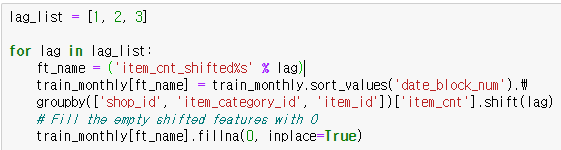 lag_list = [1, 2, 3]
for lag in lag_list:
ft_name = ('item_cnt_shifted%s' % lag)
train_monthly[ft_name] = train_monthly.sort_values('date_block_num').₩
groupby(['shop_id', 'item_category_id', 'item_id'])['item_cnt'].shift(lag)
# Fill the empty shifted features with 0
train_monthly[ft_name].fillna(0, inplace=True)